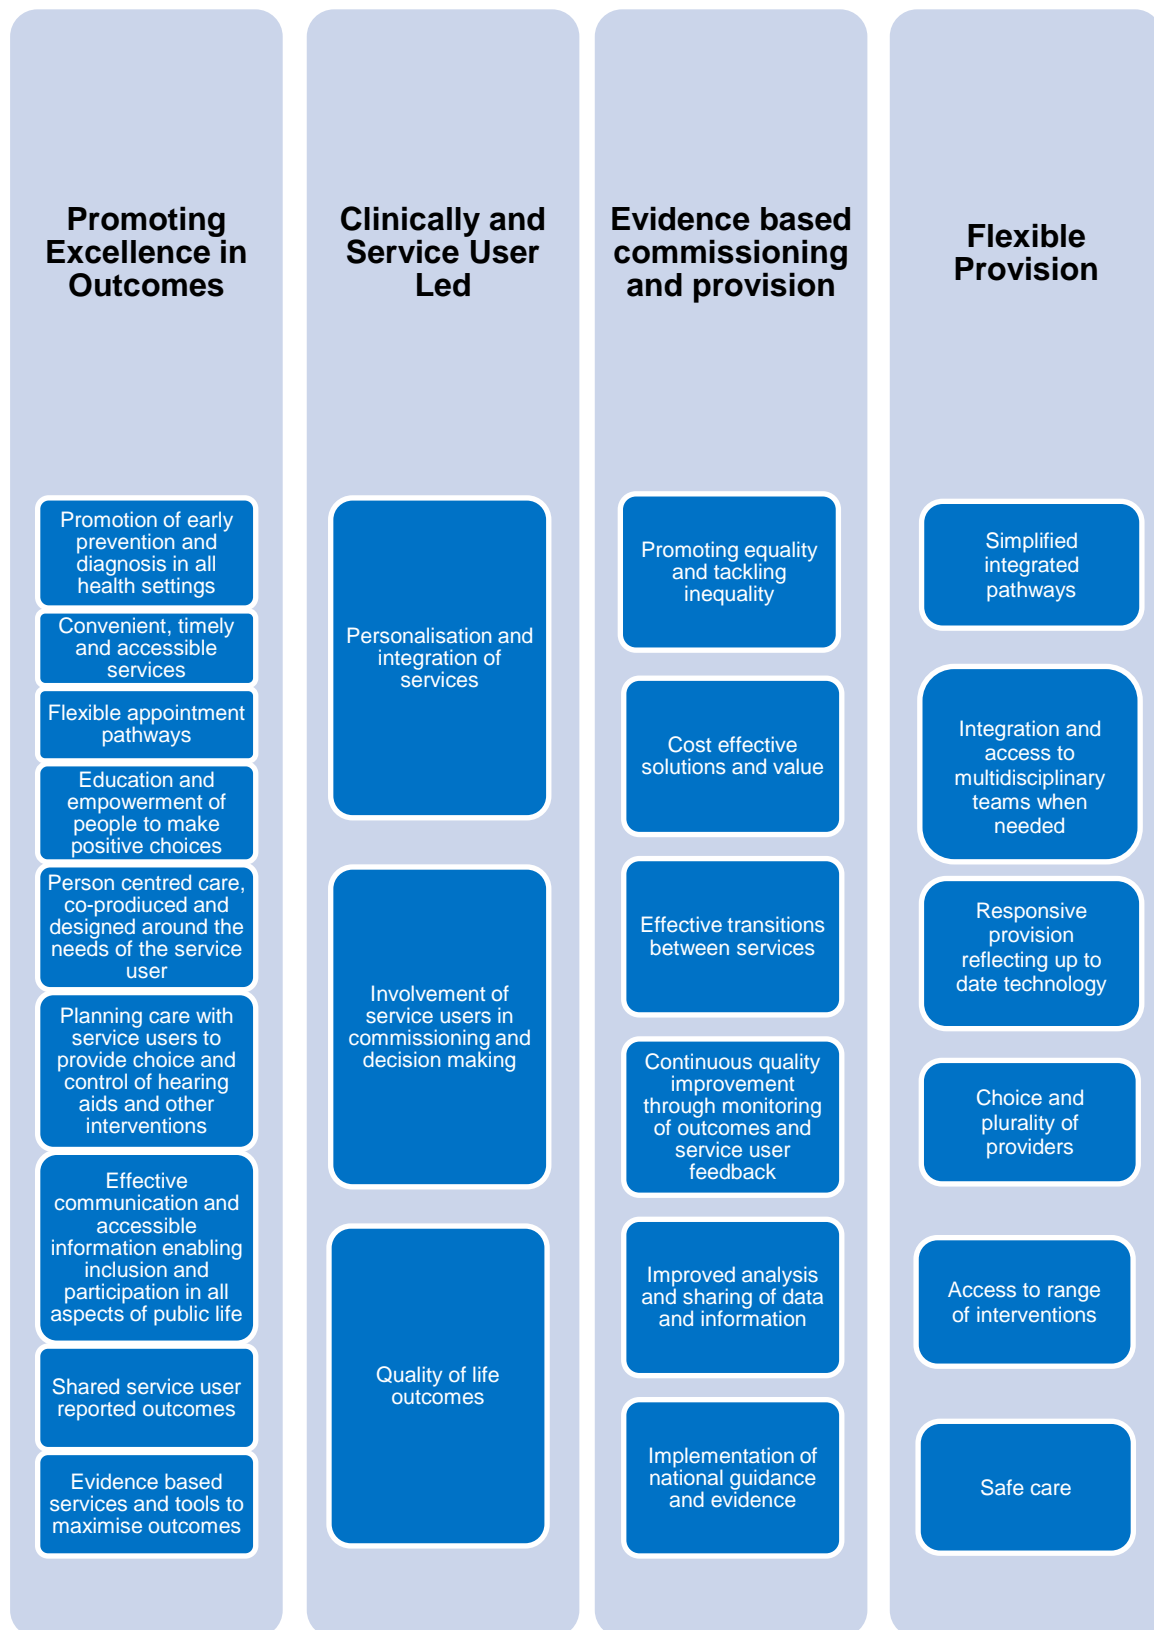 Promoting
Excellence in
Outcomes
Promotion of early
prevention and
diagnosis in all
health settings
Convenient, timely
and accessible
services
Flexible appointment
pathways
Education and
empowerment of
people to make
positive choices
Person centred care,
co-prioduced and
designed around the
needs of the service
user
Planning care with
service users to
provide choice and
control of hearing
aids and other
interventions
Effective
communication and
accessible
information enabling
inclusion and
participation in all
aspects of public life
Shared service user
reported outcomes
Evidence based
services and tools to
maximise outcomes
Clinically and
Service User
Led
Personalisation and
integration of
services
Involvement of
service users in
commissioning and
decision making
Quality of life
outcomes
Evidence based
commissioning
and provision
Promoting equality
and tackling
inequality
Cost effective
solutions and value
Effective transitions
between services
Continuous quality
improvement
through monitoring
of outcomes and
service user
feedback
Improved analysis
and sharing of data
and information
Implementation of
national guidance
and evidence
Flexible
Provision
Simplified
integrated
pathways
Integration and
access to
multidisciplinary
teams when
needed
Responsive
provision
reflecting up to
date technology
Choice and
plurality of
providers
Access to range
of interventions
Safe care